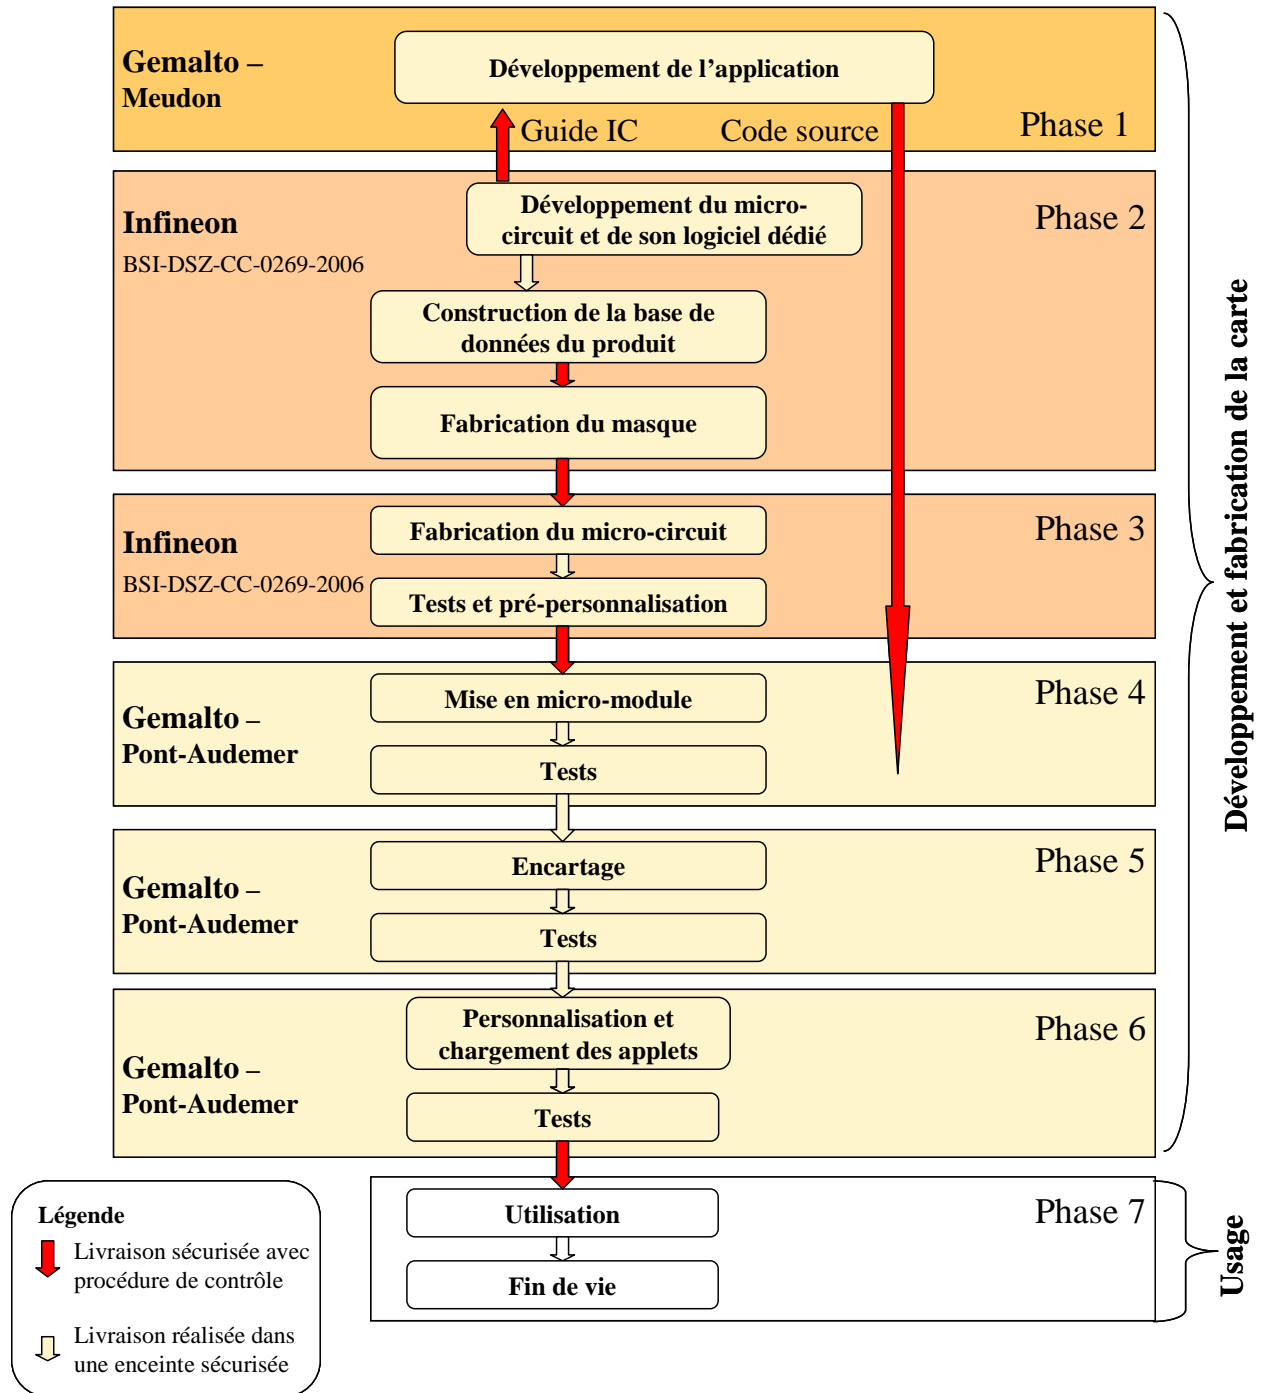 Gemalto –
Meudon
Développement de l'application
Guide IC
Code source
Phase 1
Infineon
BSI-DSZ-CC-0269-2006
Développement du micro-
circuit et de son logiciel dédié
Phase 2
Construction de la base de
données du produit
Fabrication du masque
Infineon
BSI-DSZ-CC-0269-2006
Fabrication du micro-circuit
Phase 3
Tests et pré-personnalisation
Gemalto –
Pont-Audemer
Mise en micro-module
Phase 4
Tests
Gemalto –
Pont-Audemer
Encartage
Phase 5
Tests
Gemalto –
Pont-Audemer
Personnalisation et
chargement des applets
Phase 6
Tests
Développement et fabrication de la carte
Utilisation
Phase 7
Fin de vie
Usage
Légende
Livraison sécurisée avec
procédure de contrôle
Livraison réalisée dans
une enceinte sécurisée